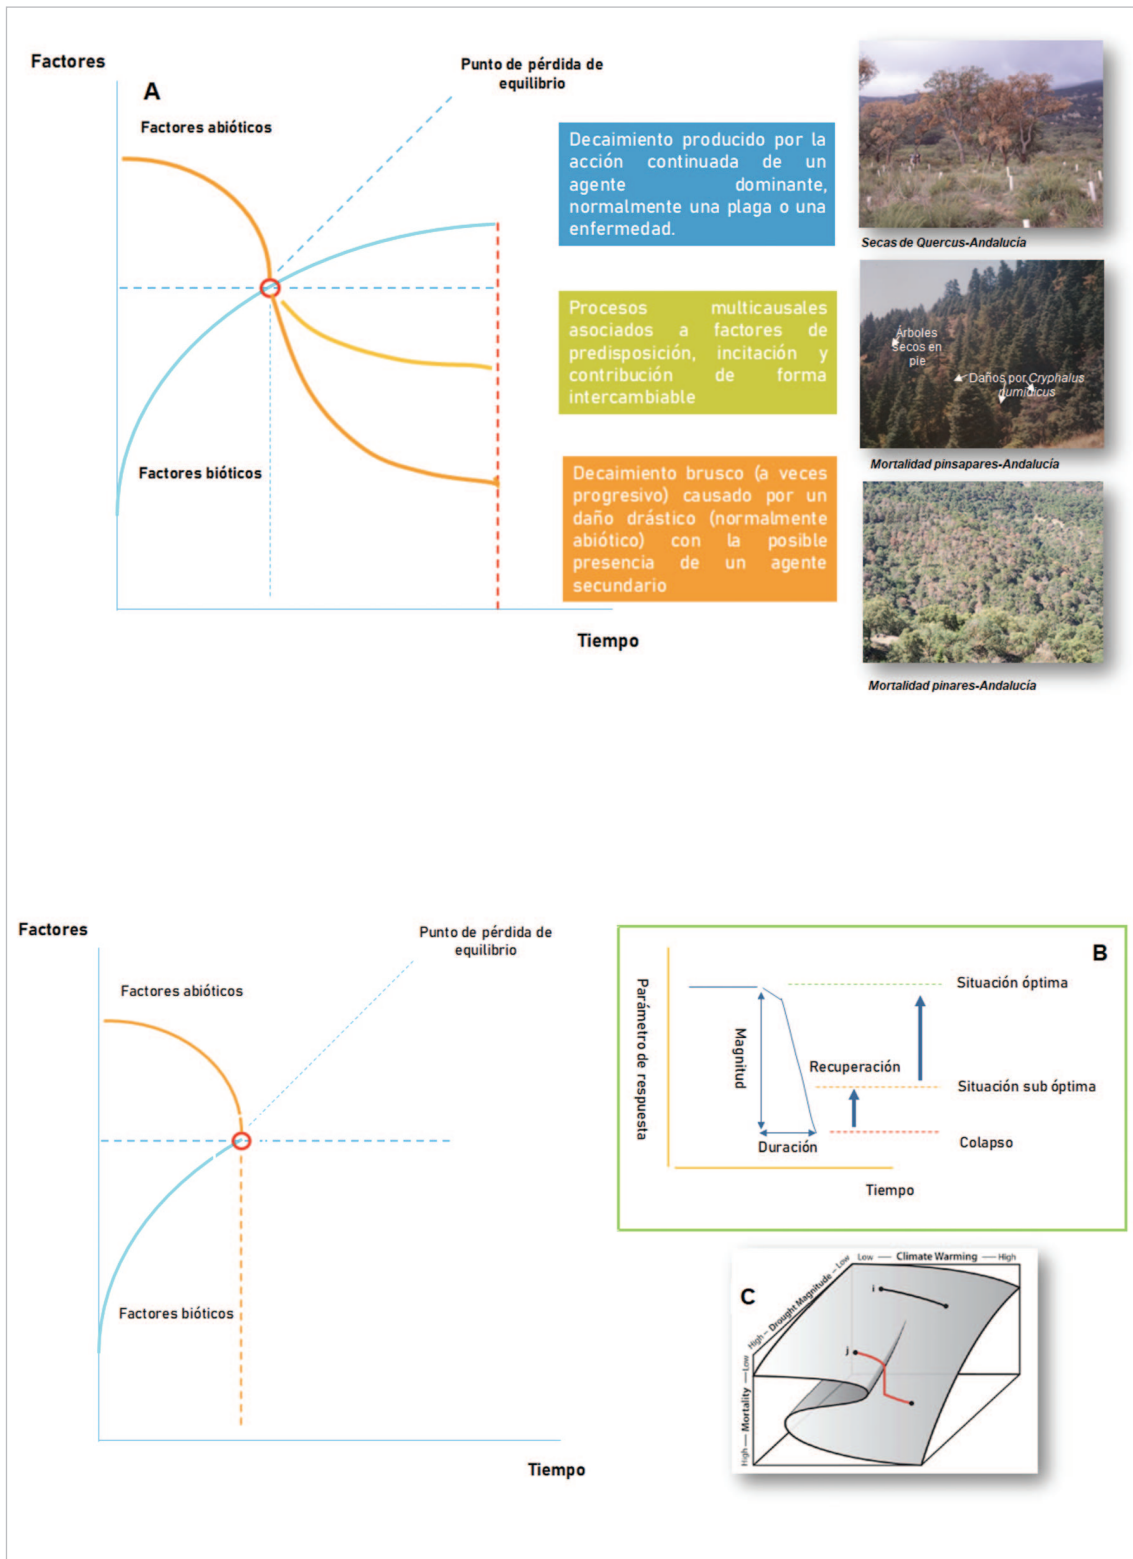 Factores
Punto de pérdida de
equilibrio
A
Factores abióticos
Factores bióticos
Tiempo
Decaimiento producido por la
acción continuada de un
agente dominante,
normalmente una plaga o una
enfermedad.
Procesos multicausales
asociados a factores de
predisposición, incitación y
contribución de forma
intercambiable
Decaimiento brusco (a veces
progresivo) causado por un
daño drástico (normalmente
abiótico) con la posible
presencia de un agente
secundario
Secas de Quercus-Andalucía
Árboles
secos en
pie
Daños por Cryphalus
numidicus
Mortalidad pinsapares-Andalucía
Mortalidad pinares-Andalucía
Factores
Punto de pérdida de
equilibrio
Factores abióticos
Factores bióticos
Tiempo
B
Parámetro de respuesta
Magnitud
Duración
Recuperación
Situación óptima
Situación sub óptima
Colapso
Tiempo
C
Low — Climate Warming — High
High — Drought Magnitude – Low
High — Mortality — Low
i
j